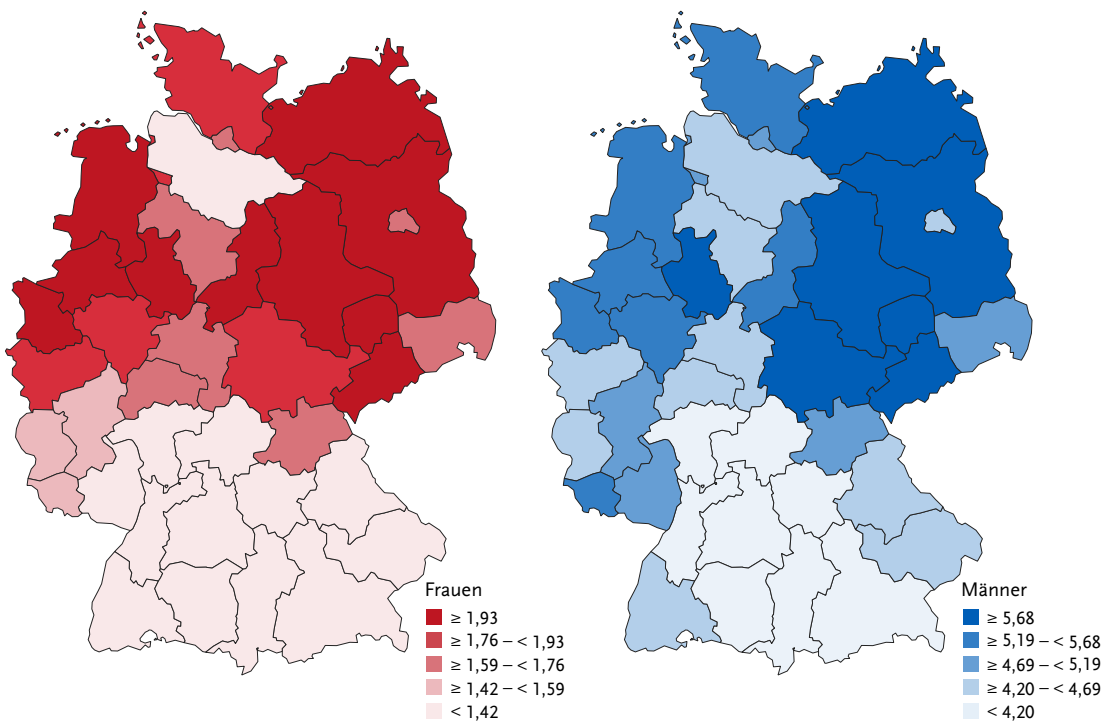 Frauen
≥ 1,93
≥ 1,76 – < 1,93
≥ 1,59 – < 1,76
≥ 1,42 – < 1,59
< 1,42
Männer
≥ 5,68
≥ 5,19 – < 5,68
≥ 4,69 – < 5,19
≥ 4,20 – < 4,69
< 4,20